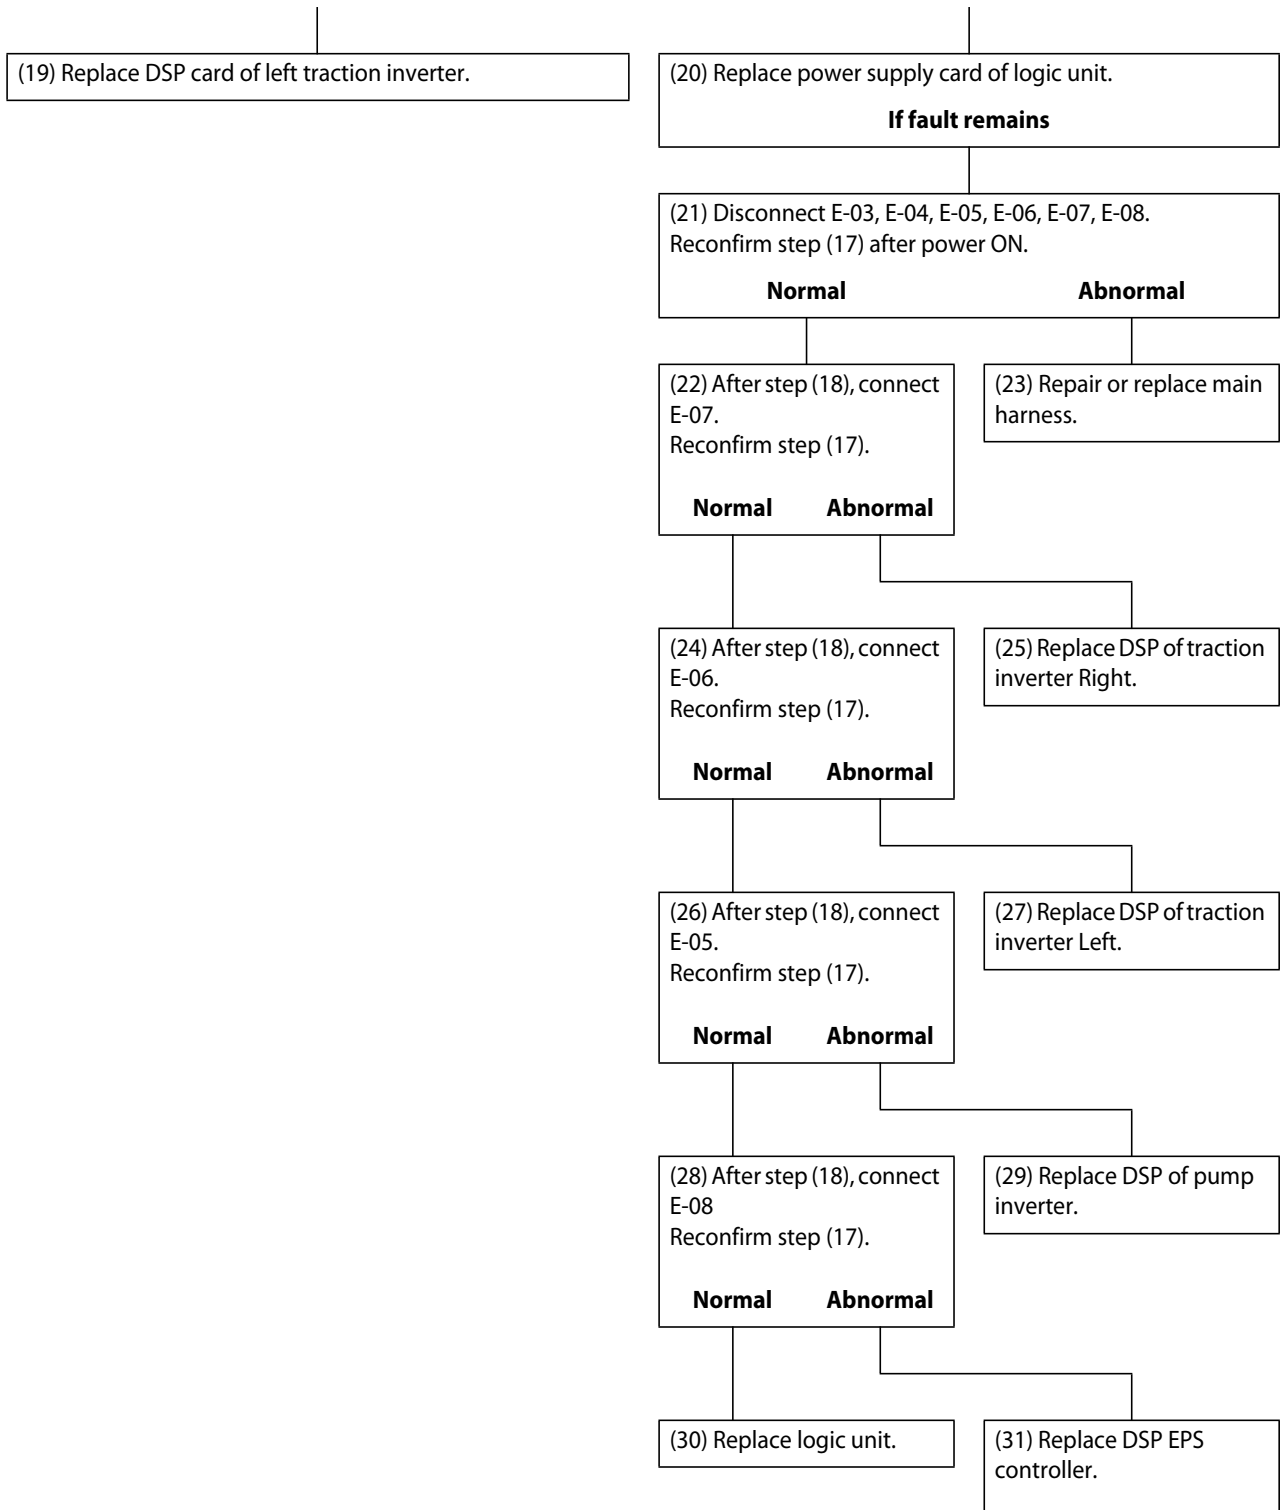 (19) Replace DSP card of left traction inverter.
(20) Replace power supply card of logic unit.
If fault remains
(21) Disconnect E-03, E-04, E-05, E-06, E-07, E-08.
Reconfirm step (17) after power ON.
Normal Abnormal
(22) After step (18), connect
E-07.
Reconfirm step (17).
Normal Abnormal
(23) Repair or replace main
harness.
(24) After step (18), connect
E-06.
Reconfirm step (17).
Normal Abnormal
(25) Replace DSP of traction
inverter Right.
(26) After step (18), connect
E-05.
Reconfirm step (17).
Normal Abnormal
(27) Replace DSP of traction
inverter Left.
(28) After step (18), connect
E-08
Reconfirm step (17).
Normal Abnormal
(29) Replace DSP of pump
inverter.
(30) Replace logic unit.
(31) Replace DSP EPS
controller.